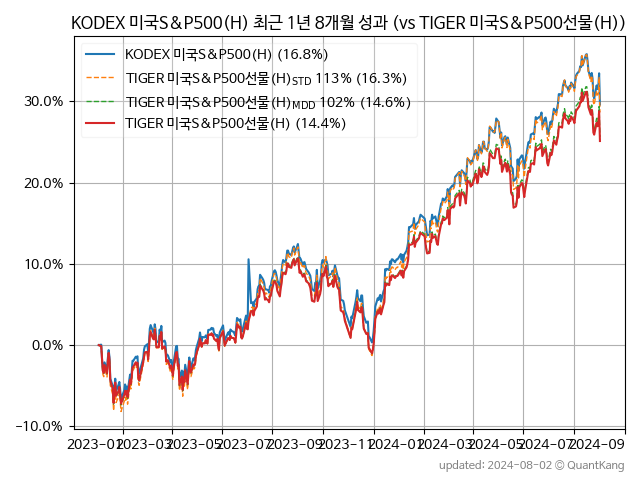 KODEX 미국S&P500(H) 최근 1년 8개월 성과 (vs TIGER 미국S&P500선물(H))
KODEX 미국S&P500(H) (16.8%)
TIGER 미국S&P500선물(H)STD 113% (16.3%)
TIGER 미국S&P500선물(H)MDD 102% (14.6%)
TIGER 미국S&P500선물(H) (14.4%)
30.0%
20.0%
10.0%
0.0%
-10.0%
2023-01 2023-03 2023-05 2023-07 2023-09 2023-11 2024-01 2024-03 2024-05 2024-07 2024-09
updated: 2024-08-02 © QuantKang